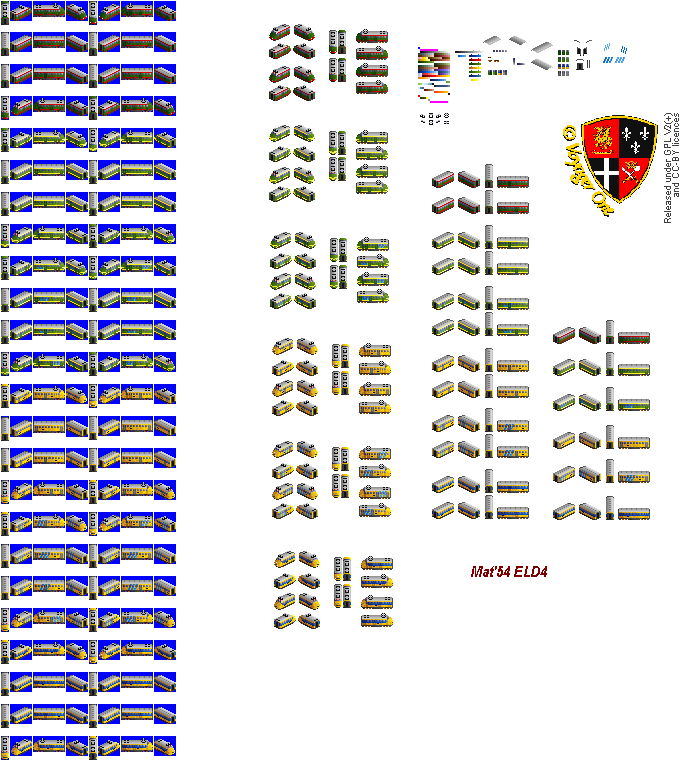 © Voyager One
Released under GPL V2(+)
and CC-BY licences
Mat'54 ELD4